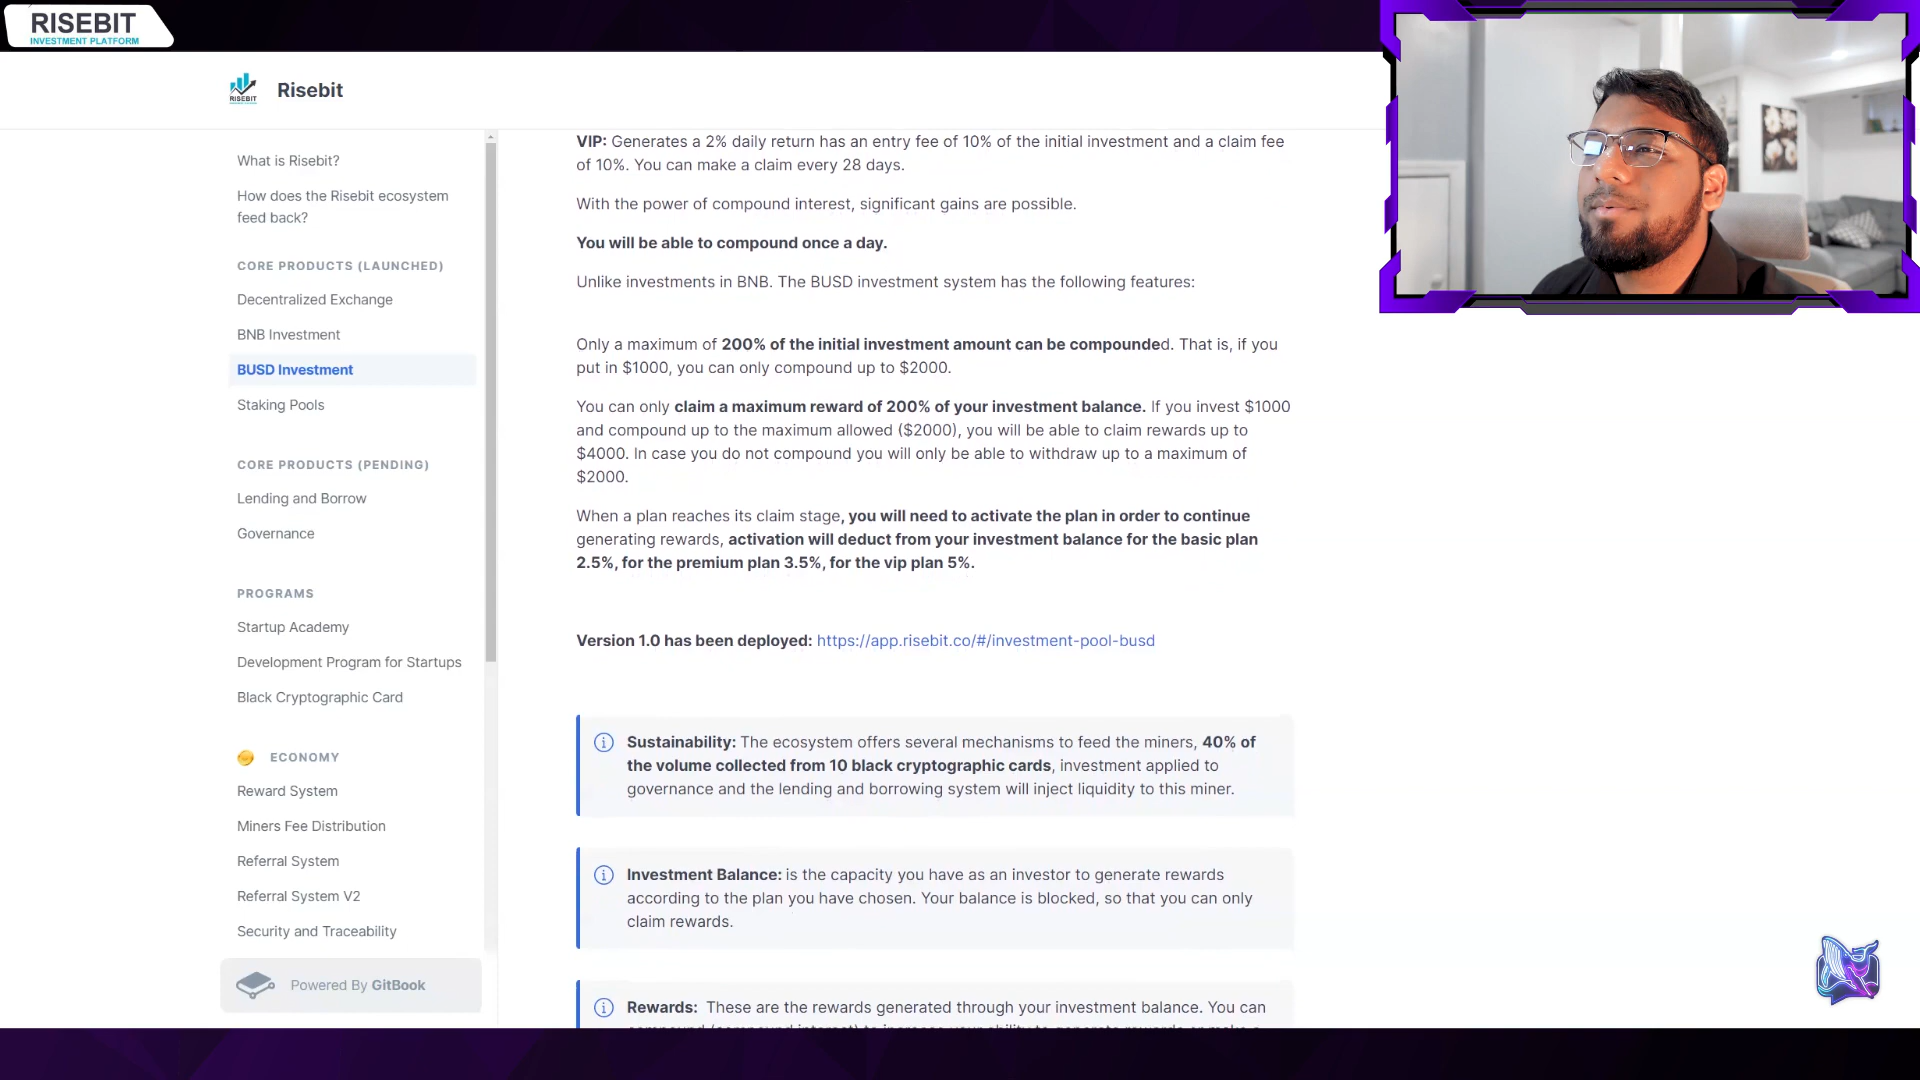 RISEBIT
INVESTMENT PLATFORM
RISEBIT
Risebit
What is Risebit?
How does the Risebit ecosystem
feed back?
CORE PRODUCTS (LAUNCHED)
Decentralized Exchange
BNB Investment
BUSD Investment
Staking Pools
CORE PRODUCTS (PENDING)
Lending and Borrow
Governance
PROGRAMS
Startup Academy
Development Program for Startups
Black Cryptographic Card
ECONOMY
Reward System
Miners Fee Distribution
Referral System
Referral System V2
Security and Traceability
Powered By GitBook
VIP: Generates a 2% daily return has an entry fee of 10% of the initial investment and a claim fee
of 10%. You can make a claim every 28 days.
With the power of compound interest, significant gains are possible.
You will be able to compound once a day.
Unlike investments in BNB. The BUSD investment system has the following features:
Only a maximum of 200% of the initial investment amount can be compounded. That is, if you
put in $1000, you can only compound up to $2000.
You can only claim a maximum reward of 200% of your investment balance. If you invest $1000
and compound up to the maximum allowed ($2000), you will be able to claim rewards up to
$4000. In case you do not compound you will only be able to withdraw up to a maximum of
$2000.
When a plan reaches its claim stage, you will need to activate the plan in order to continue
generating rewards, activation will deduct from your investment balance for the basic plan
2.5%, for the premium plan 3.5%, for the vip plan 5%.
Version 1.0 has been deployed: https://app.risebit.co/#/investment-pool-busd
Sustainability: The ecosystem offers several mechanisms to feed the miners, 40% of
the volume collected from 10 black cryptographic cards, investment applied to
governance and the lending and borrowing system will inject liquidity to this miner.
Investment Balance: is the capacity you have as an investor to generate rewards
according to the plan you have chosen. Your balance is blocked, so that you can only
claim rewards.
Rewards: These are the rewards generated through your investment balance. You can